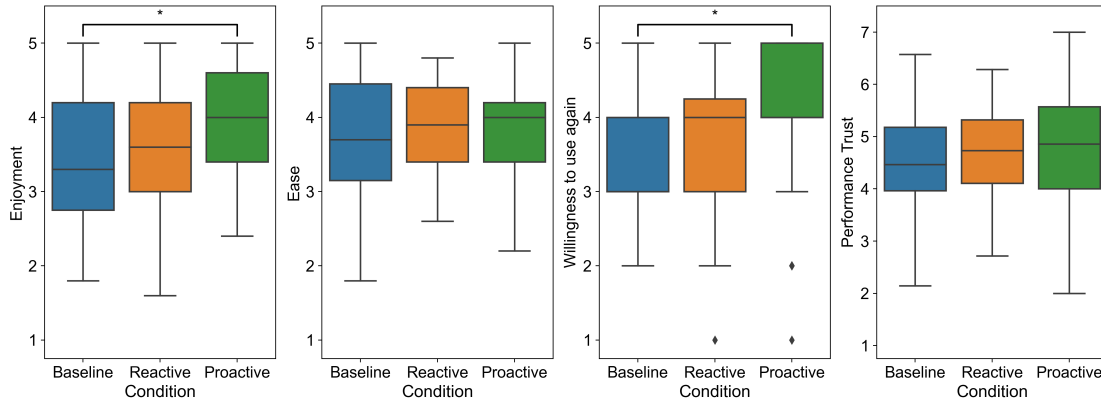 *
5
4
3
2
1
Enjoyment
Baseline Reactive Proactive
Condition
5
4
3
2
1
Ease
Baseline Reactive Proactive
Condition
*
5
4
3
2
1
Willingness to use again
Baseline Reactive Proactive
Condition
7
6
5
4
3
2
1
Performance Trust
Baseline Reactive Proactive
Condition